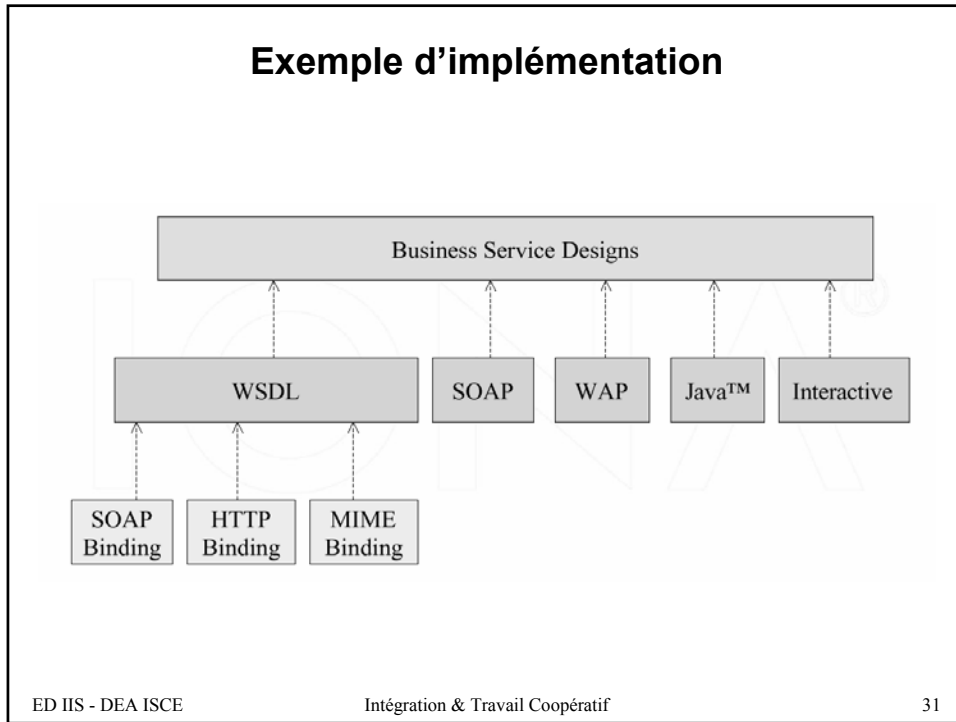 Exemple d’implémentation
Business Service Designs
IONA®
WSDL
SOAP
WAP
Java™
Interactive
SOAP
Binding
HTTP
Binding
MIME
Binding
ED IIS - DEA ISCE
Intégration & Travail Coopératif
31